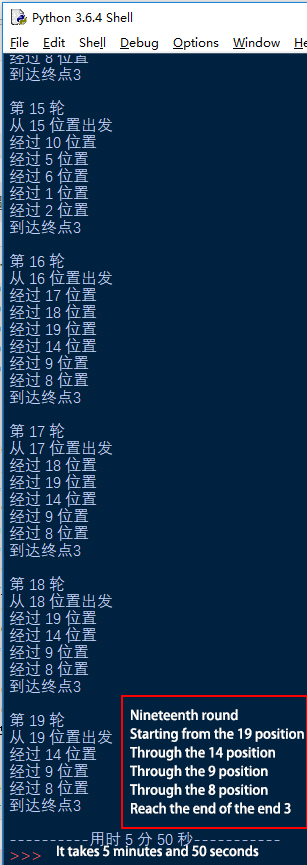 Python 3.6.4 Shell
File Edit Shell Debug Options Window He
经过 8 位置
到达终点3
第 15 轮
从 15 位置出发
经过 10 位置
经过 5 位置
经过 6 位置
经过 1 位置
经过 2 位置
到达终点3
第 16 轮
从 16 位置出发
经过 17 位置
经过 18 位置
经过 19 位置
经过 14 位置
经过 9 位置
经过 8 位置
到达终点3
第 17 轮
从 17 位置出发
经过 18 位置
经过 19 位置
经过 14 位置
经过 9 位置
经过 8 位置
到达终点3
第 18 轮
从 18 位置出发
经过 19 位置
经过 14 位置
经过 9 位置
经过 8 位置
到达终点3
第 19 轮
从 19 位置出发
经过 14 位置
经过 9 位置
经过 8 位置
到达终点3
Nineteenth round
Starting from the 19 position
Through the 14 position
Through the 9 position
Through the 8 position
Reach the end of the end 3
----------用时 5 分 50 秒-----------
>>> It takes 5 minutes and 50 seconds